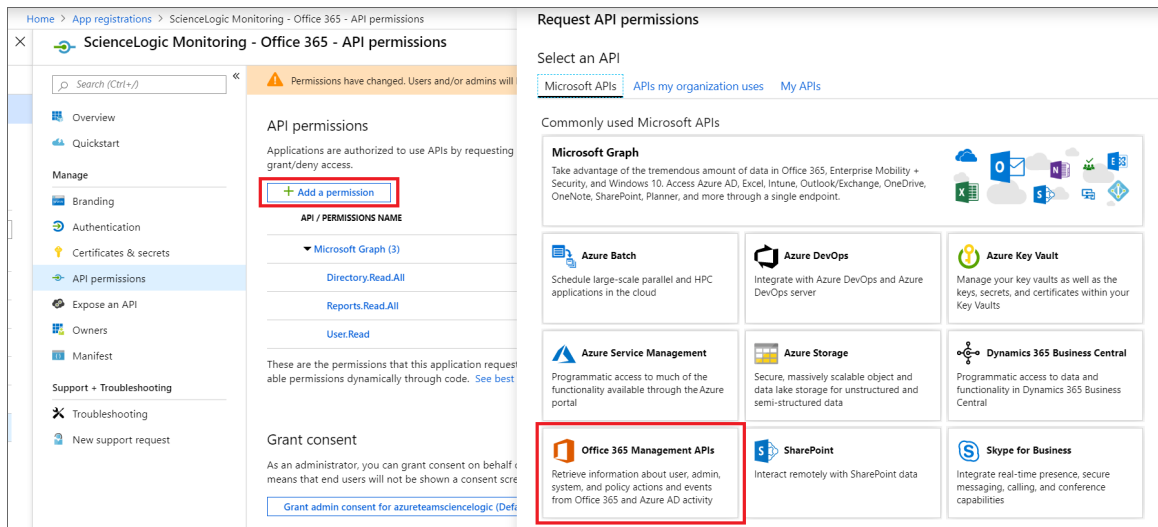 Home > App registrations > ScienceLogic Monitoring - Office 365 - API permissions
ScienceLogic Monitoring - Office 365 - API permissions
Search (Ctrl+/)
«
Overview
Quickstart
Manage
Branding
Authentication
Certificates & secrets
API permissions
Expose an API
Owners
Manifest
Support + Troubleshooting
Troubleshooting
New support request
Permissions have changed. Users and/or admins will
API permissions
Applications are authorized to use APIs by requesting
grant/deny access.
+ Add a permission
API / PERMISSIONS NAME
Microsoft Graph (3)
Directory.Read.All
Reports.Read.All
User.Read
These are the permissions that this application request
able permissions dynamically through code. See best
Grant consent
As an administrator, you can grant consent on behalf
means that end users will not be shown a consent scre
Grant admin consent for azureteamsciencelogic (Defa
Request API permissions
Select an API
Microsoft APIs APIs my organization uses My APIs
Commonly used Microsoft APIs
Microsoft Graph
Take advantage of the tremendous amount of data in Office 365, Enterprise Mobility +
Security, and Windows 10. Access Azure AD, Excel, Intune, Outlook/Exchange, OneDrive,
OneNote, SharePoint, Planner, and more through a single endpoint.
Azure Batch
Schedule large-scale parallel and HPC
applications in the cloud
Azure DevOps
Integrate with Azure DevOps and Azure
DevOps server
Azure Key Vault
Manage your key vaults as well as the
keys, secrets, and certificates within your
Key Vaults
Azure Service Management
Programmatic access to much of the
functionality available through the Azure
portal
Azure Storage
Secure, massively scalable object and
data lake storage for unstructured and
semi-structured data
Dynamics 365 Business Central
Programmatic access to data and
functionality in Dynamics 365 Business
Central
Office 365 Management APIs
Retrieve information about user, admin,
system, and policy actions and events
from Office 365 and Azure AD activity
SharePoint
Interact remotely with SharePoint data
Skype for Business
Integrate real-time presence, secure
messaging, calling, and conference
capabilities